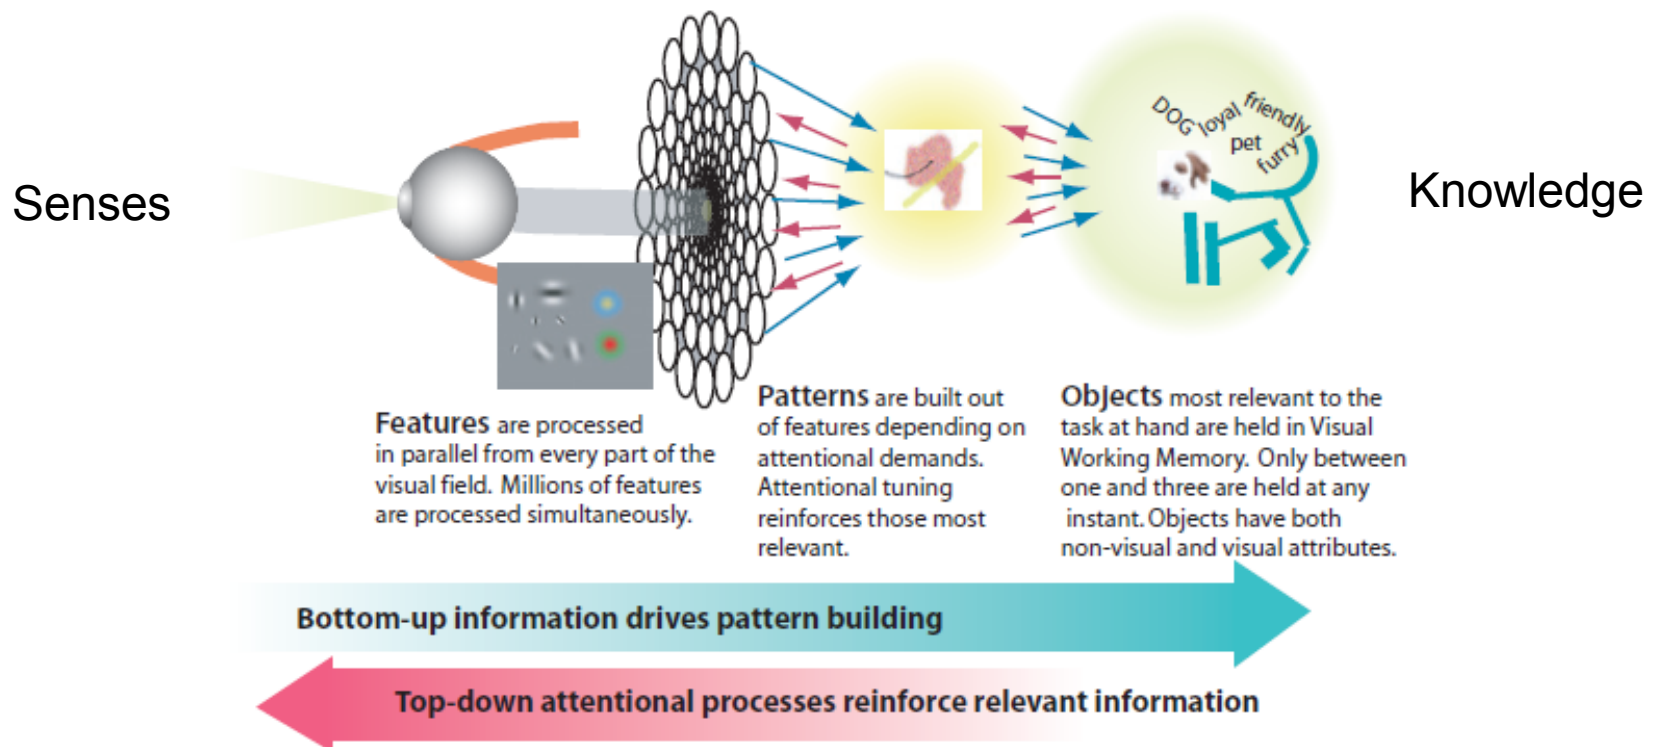 Senses
DOG loyal friendly
pet
furry
Knowledge
Features are processed
in parallel from every part of the
visual field. Millions of features
are processed simultaneously.
Patterns are built out
of features depending on
attentional demands.
Attentional tuning
reinforces those most
relevant.
Objects most relevant to the
task at hand are held in Visual
Working Memory. Only between
one and three are held at any
instant. Objects have both
non-visual and visual attributes.
Bottom-up information drives pattern building
Top-down attentional processes reinforce relevant information